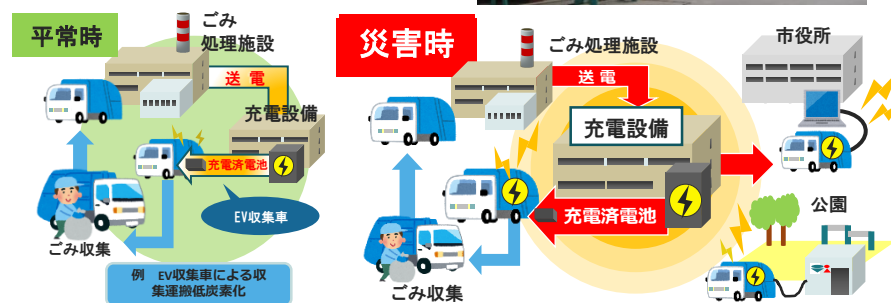 平常時
ごみ
処理施設
送 電
充電設備
充電済電池
EV収集車
ごみ収集
例 EV収集車による収
集運搬低炭素化
災害時
ごみ処理施設
送 電
充電設備
充電済電池
ごみ収集
市役所
公園